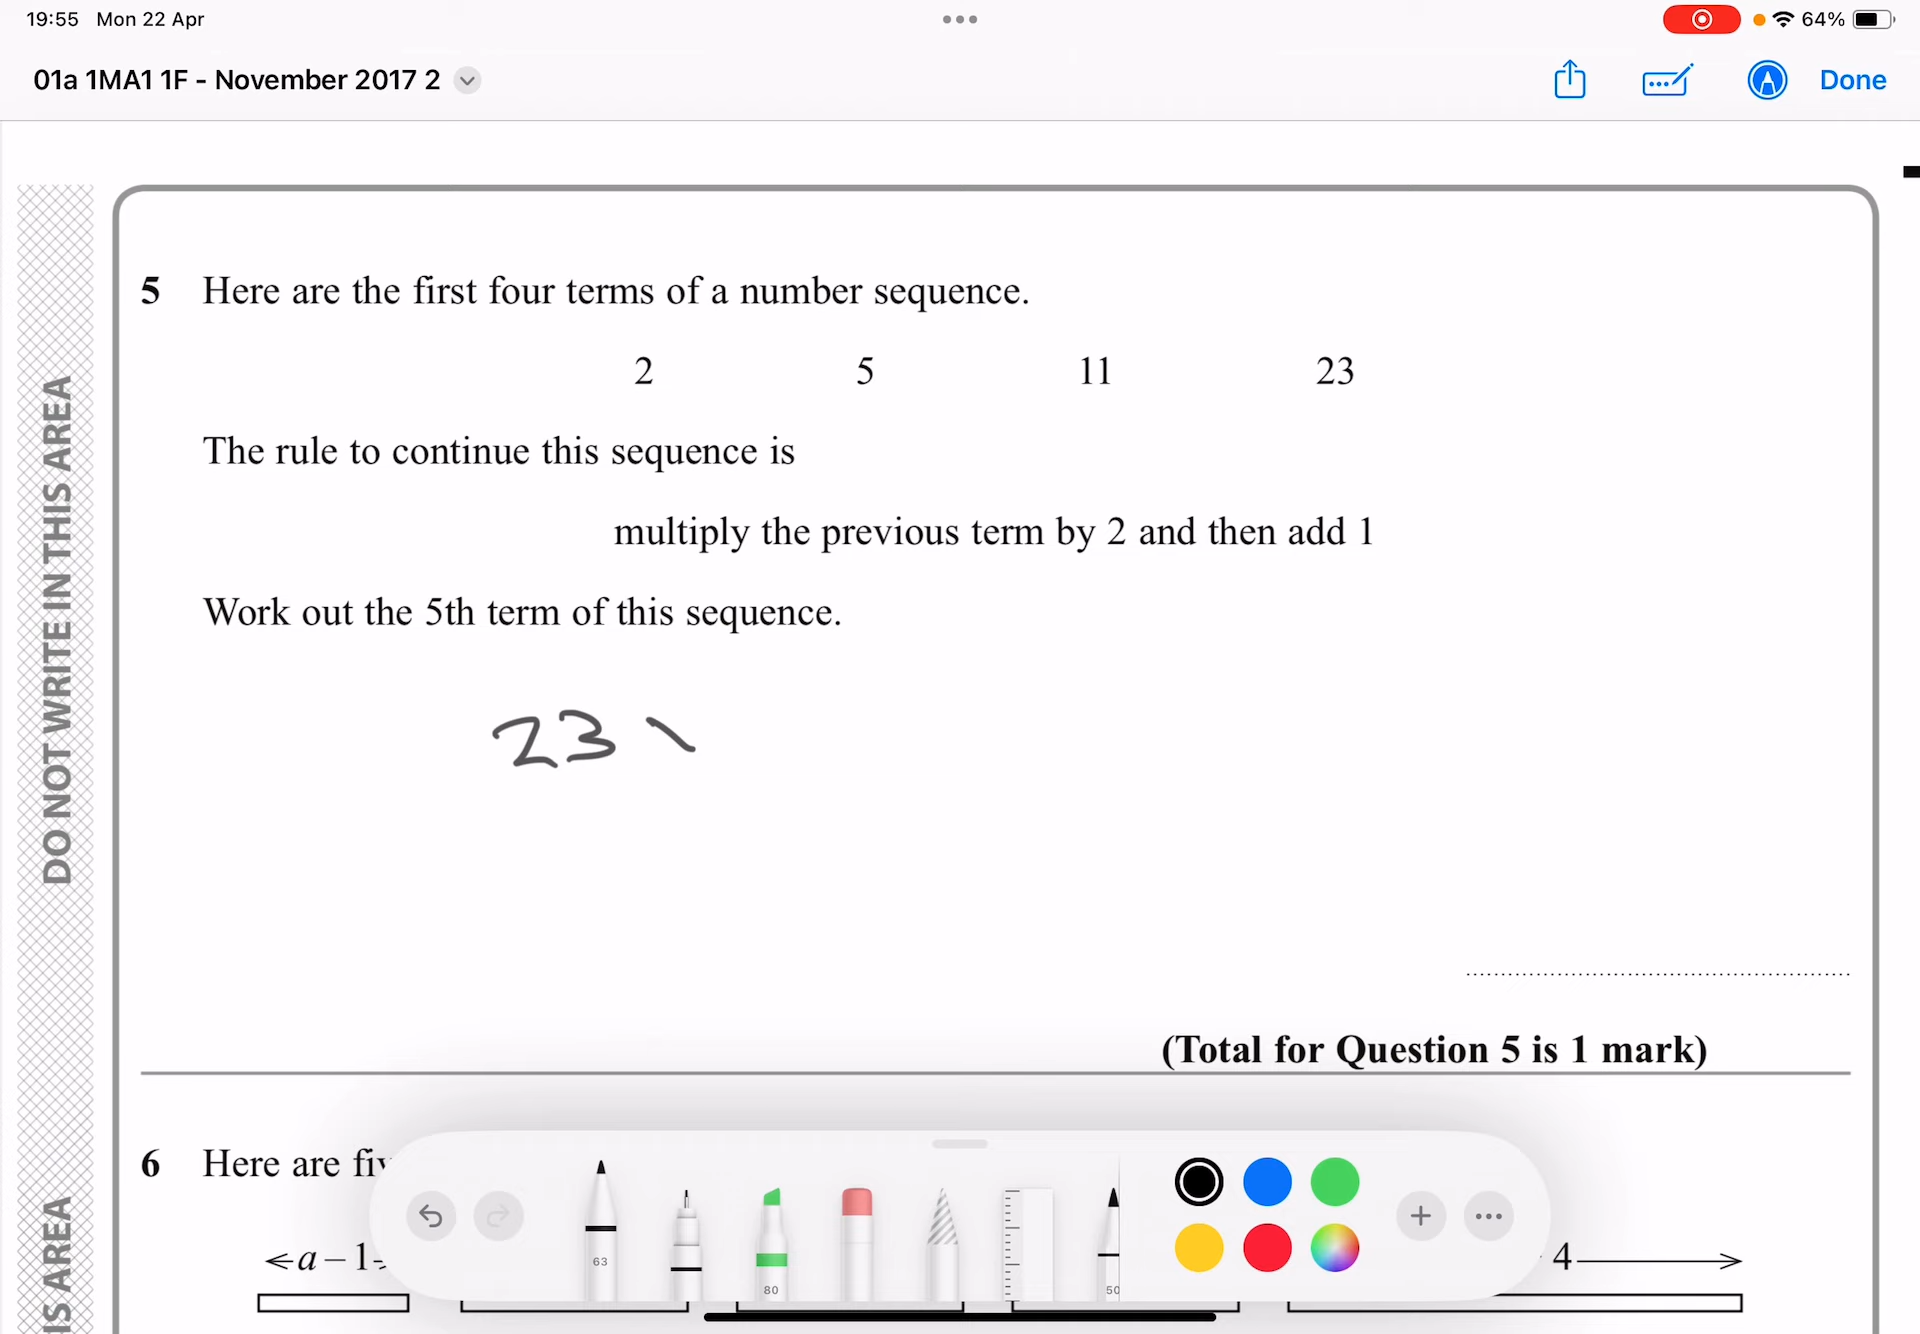 19:55 Mon 22 Apr 64%
01a 1MA1 1F - November 2017 2 Done
DO NOT WRITE IN THIS AREA
5 Here are the first four terms of a number sequence.
2 5 11 23
The rule to continue this sequence is
multiply the previous term by 2 and then add 1
Work out the 5th term of this sequence.
23 \
(Total for Question 5 is 1 mark)
6 Here are fiv
IS AREA
a – 1 4
63 80 50